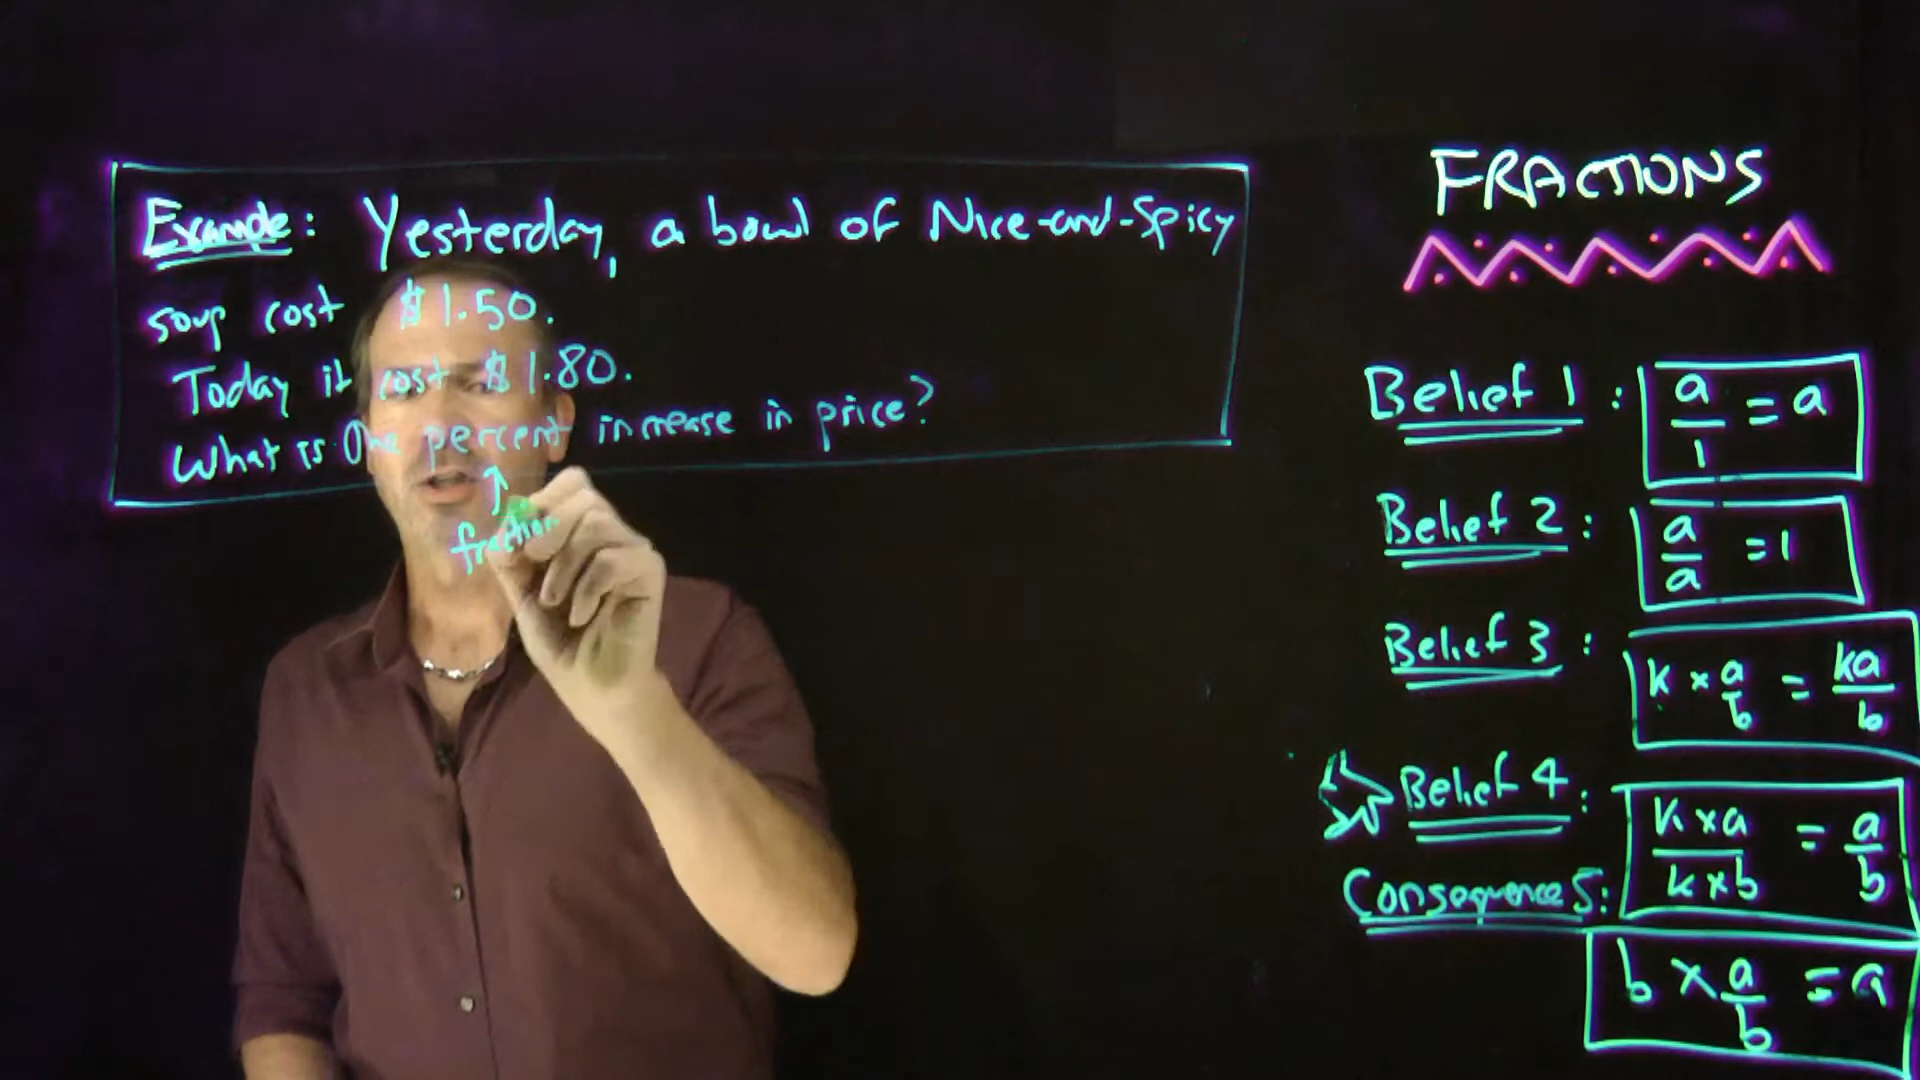 Example: Yesterday, a bowl of Nice-and-Spicy
soup cost $1.50.
Today it cost $1.80.
What is the percent increase in price?
↑
fraction
FRACTIONS
Belief 1: a/1 = a
Belief 2: a/a = 1
Belief 3: k × a/b = ka/b
Belief 4: k×a/k×b = a/b
Consequence 5: b × a/b = a